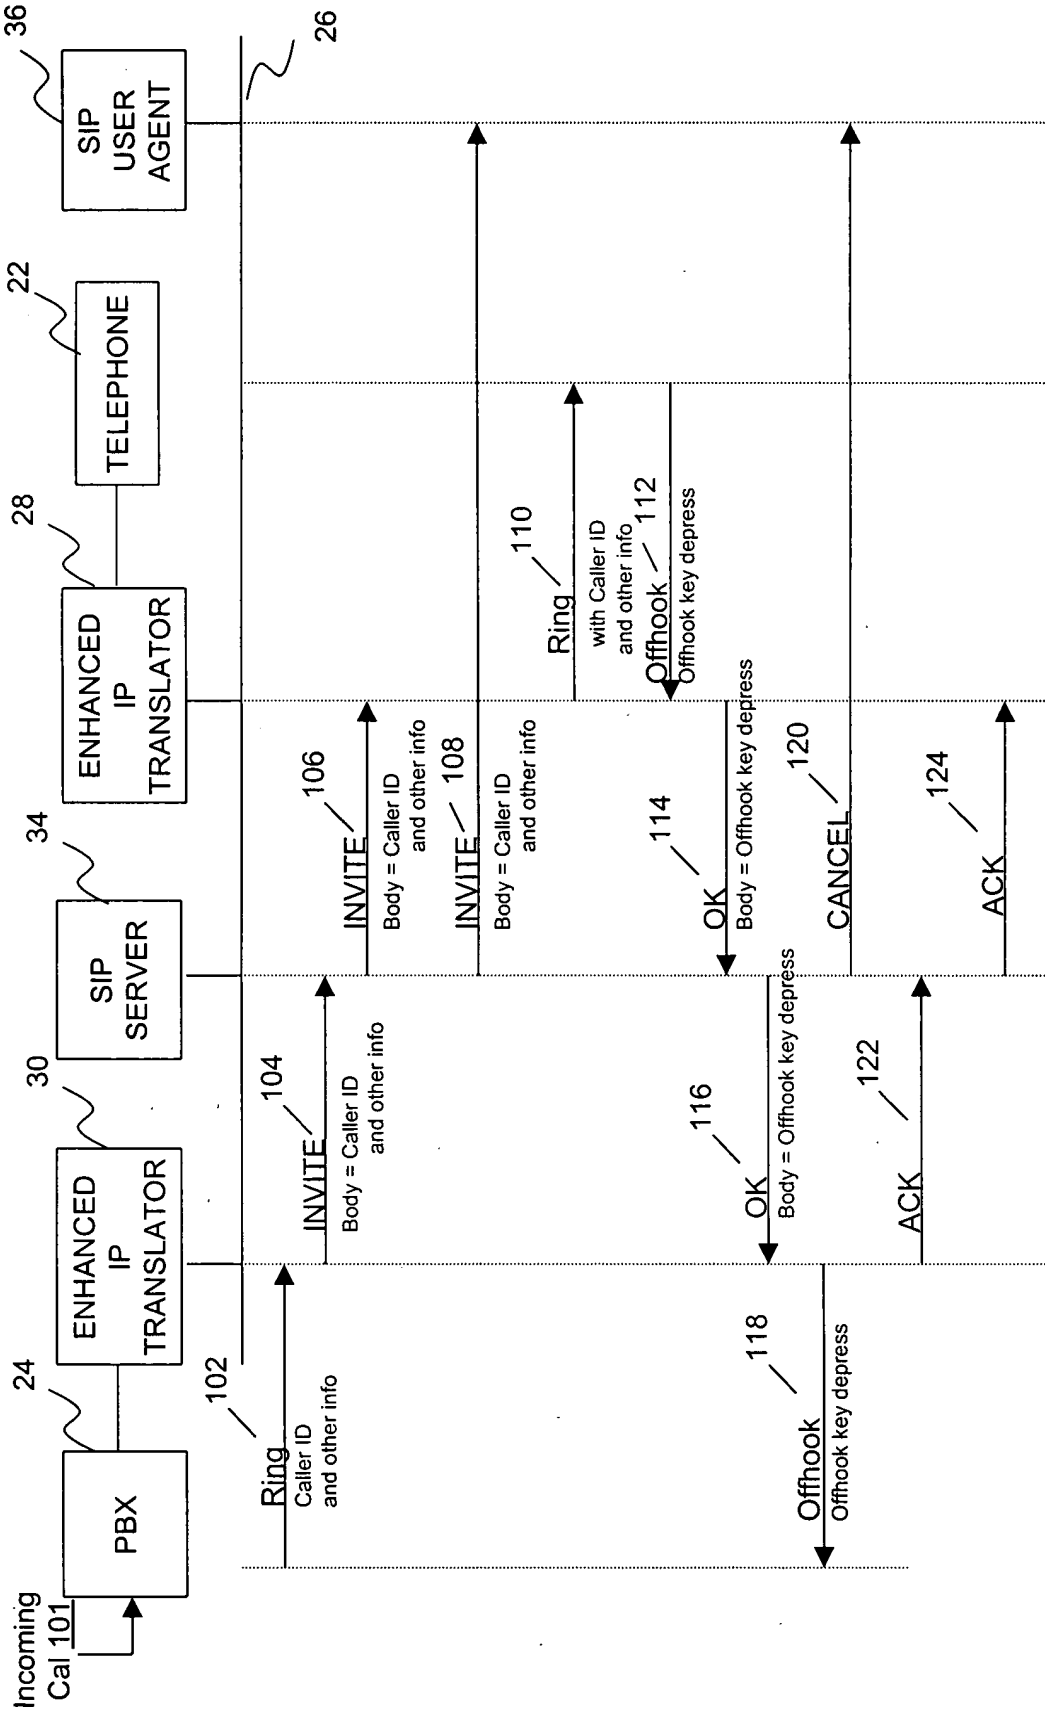 Incoming
Cal 101
24
PBX
30
ENHANCED
IP
TRANSLATOR
34
SIP
SERVER
28
ENHANCED
IP
TRANSLATOR
22
TELEPHONE
36
SIP
USER
AGENT
26
102
Ring
Caller ID
and other info
104
INVITE
Body = Caller ID
and other info
106
INVITE
Body = Caller ID
and other info
108
INVITE
Body = Caller ID
and other info
110
Ring
with Caller ID
and other info
112
Offhook
Offhook key depress
114
OK
Body = Offhook key depress
116
OK
Body = Offhook key depress
118
Offhook
Offhook key depress
120
CANCEL
122
ACK
124
ACK